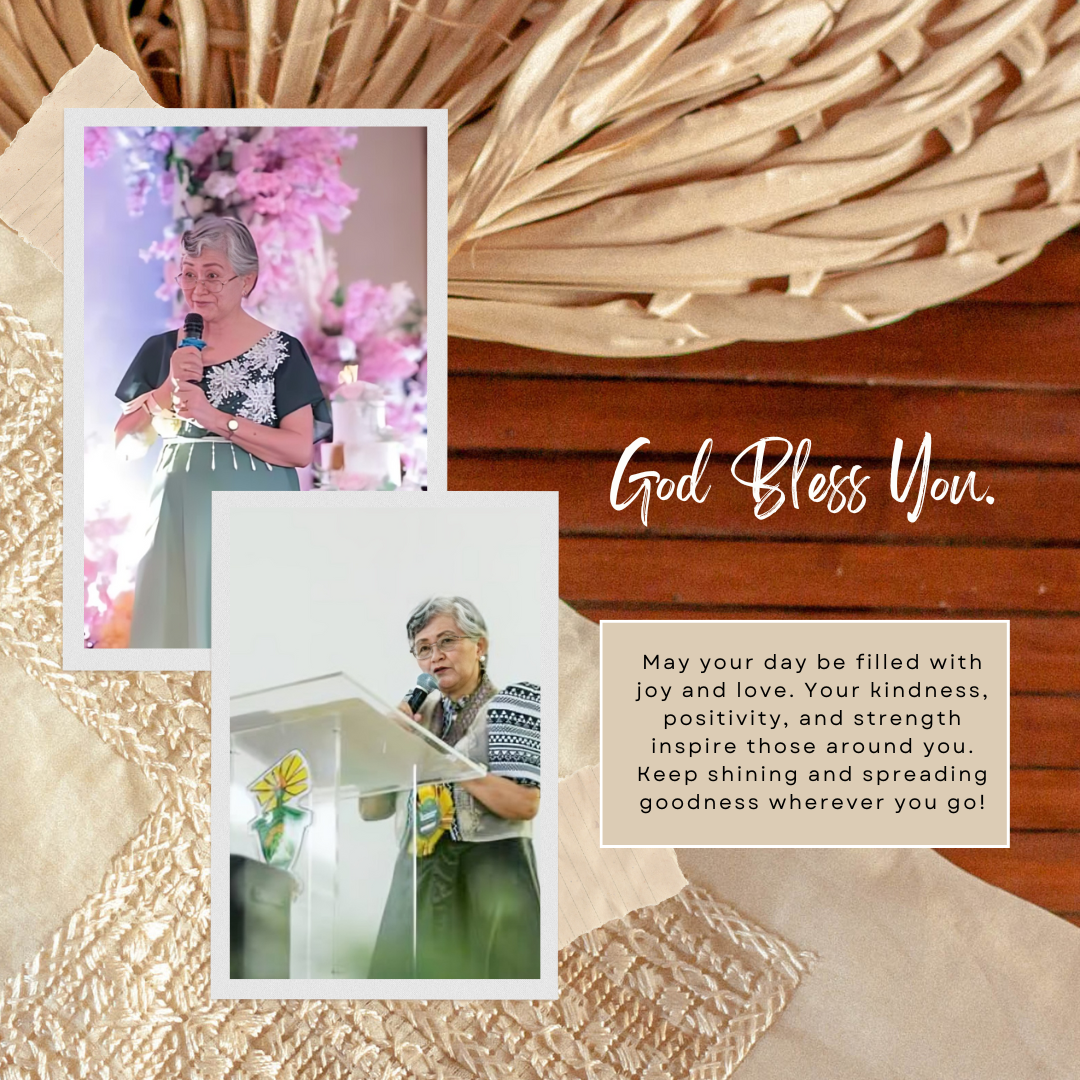 God Bless You.
May your day be filled with
joy and love. Your kindness,
positivity, and strength
inspire those around you.
Keep shining and spreading
goodness wherever you go!